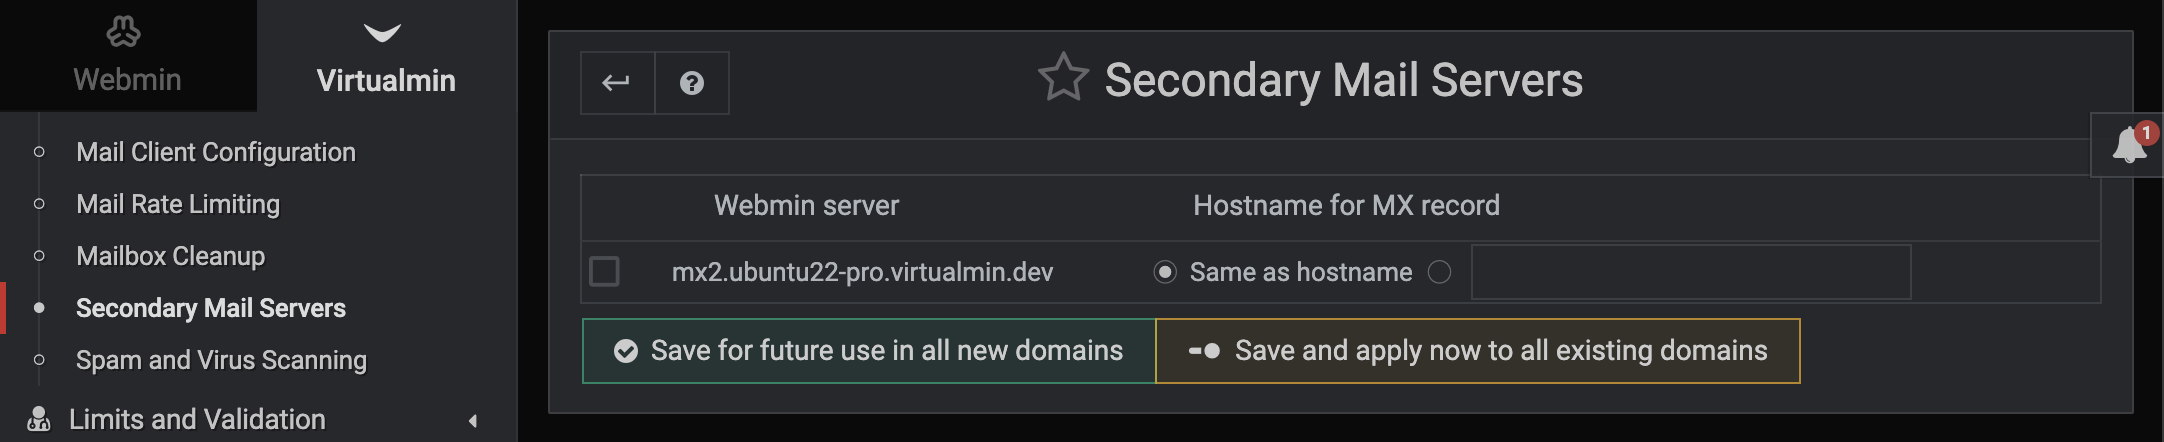 Webmin
Virtualmin
Mail Client Configuration
Mail Rate Limiting
Mailbox Cleanup
Secondary Mail Servers
Spam and Virus Scanning
Limits and Validation
?
Secondary Mail Servers
1
Webmin server
Hostname for MX record
mx2.ubuntu22-pro.virtualmin.dev
Same as hostname
Save for future use in all new domains
Save and apply now to all existing domains